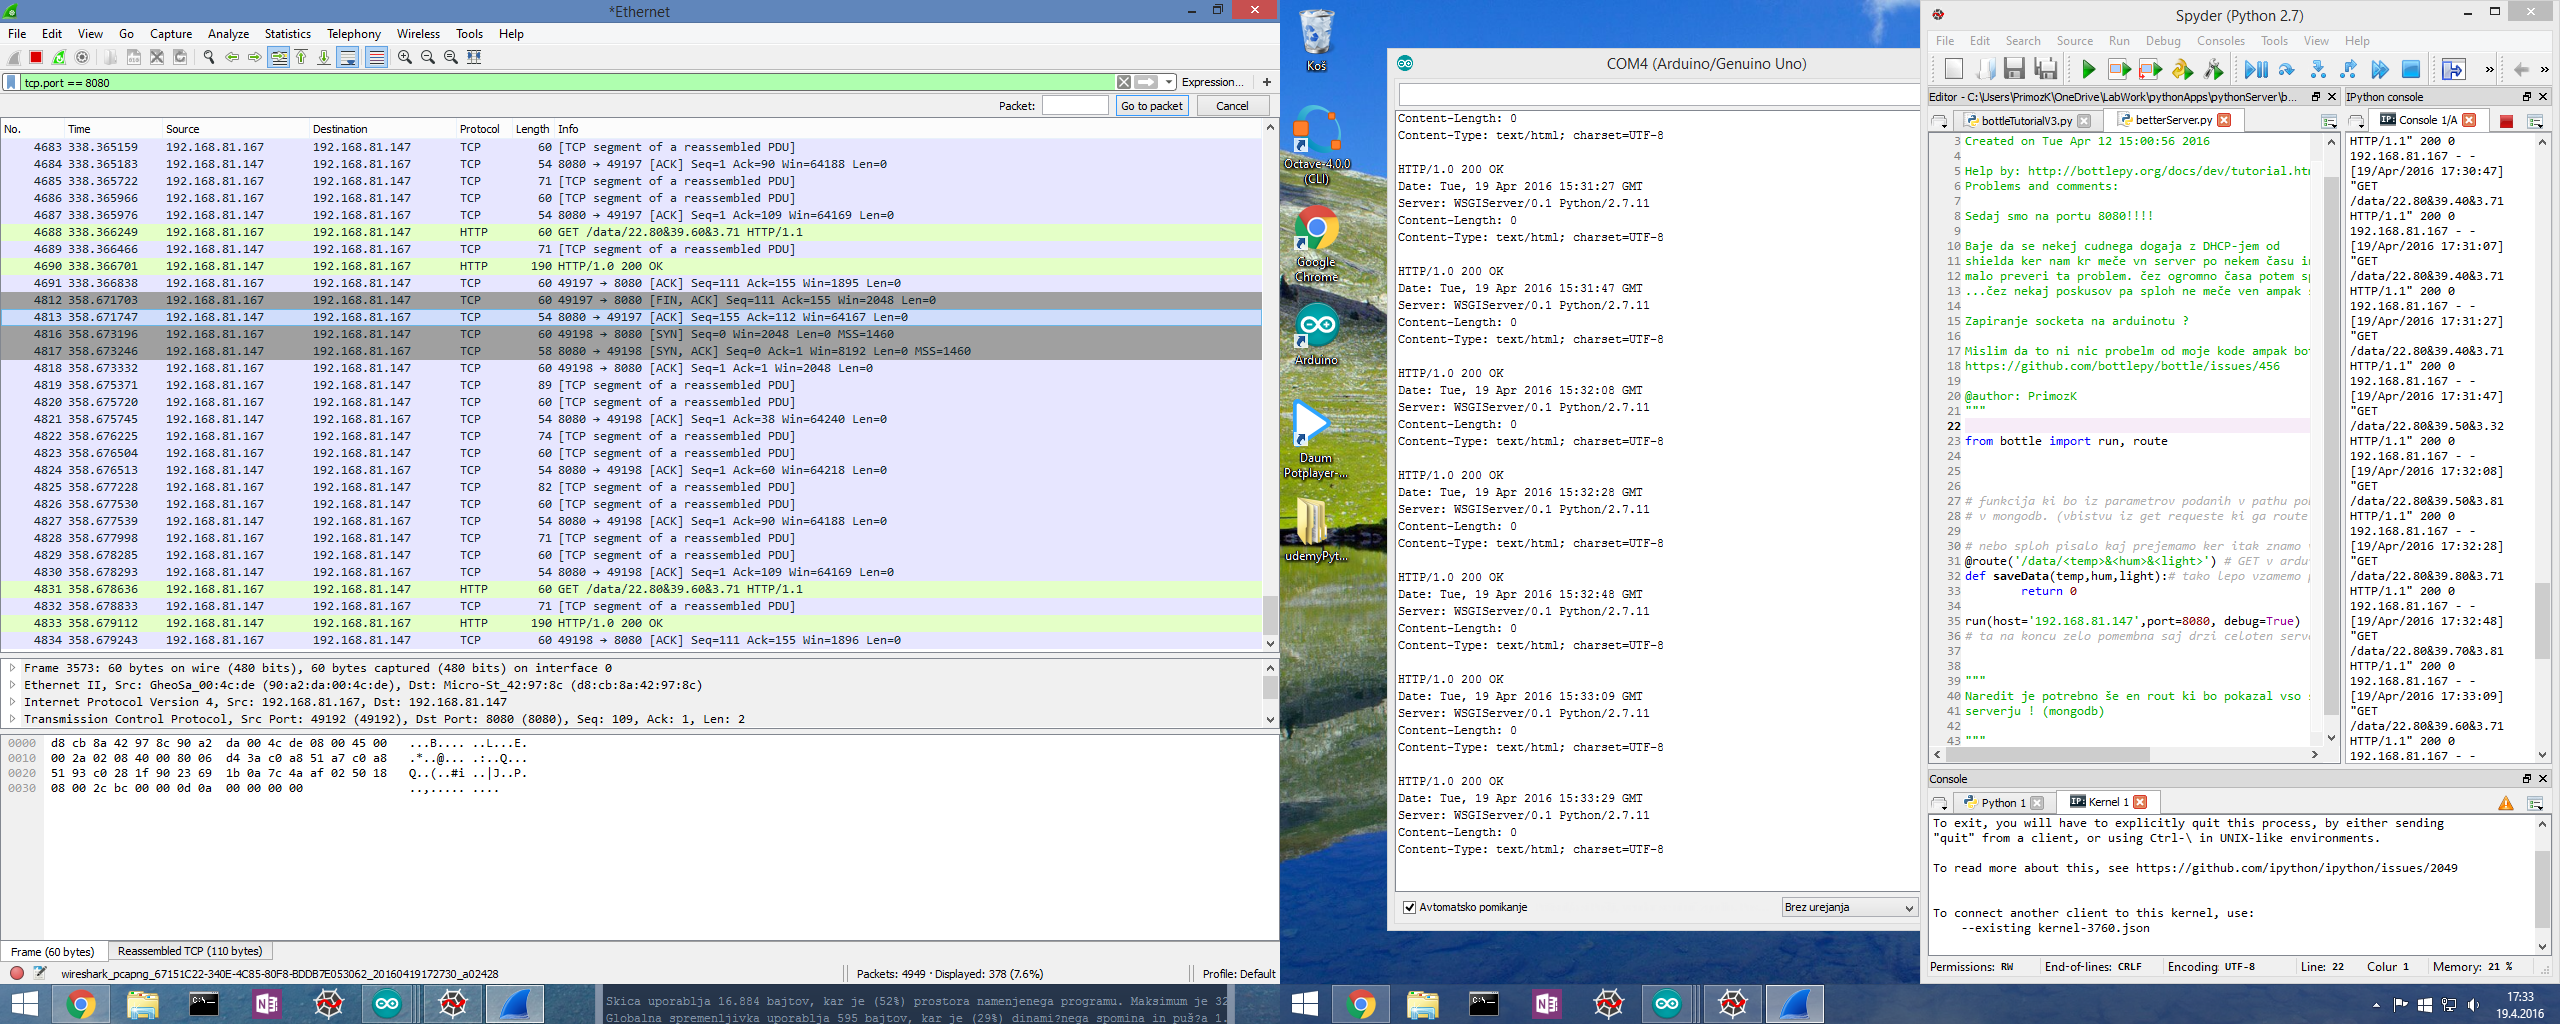 *Ethernet
File Edit View Go Capture Analyze Statistics Telephony Wireless Tools Help
tcp.port == 8080
Expression...
Packet: Go to packet Cancel
No. Time Source Destination Protocol Length Info
4683 338.365159 192.168.81.167 192.168.81.147 TCP 60 [TCP segment of a reassembled PDU]
4684 338.365183 192.168.81.147 192.168.81.167 TCP 54 8080 → 49197 [ACK] Seq=1 Ack=90 Win=64188 Len=0
4685 338.365722 192.168.81.167 192.168.81.147 TCP 71 [TCP segment of a reassembled PDU]
4686 338.365966 192.168.81.167 192.168.81.147 TCP 60 [TCP segment of a reassembled PDU]
4687 338.365976 192.168.81.147 192.168.81.167 TCP 54 8080 → 49197 [ACK] Seq=1 Ack=109 Win=64169 Len=0
4688 338.366249 192.168.81.167 192.168.81.147 HTTP 60 GET /data/22.80&39.60&3.71 HTTP/1.1
4689 338.366466 192.168.81.147 192.168.81.167 TCP 71 [TCP segment of a reassembled PDU]
4690 338.366701 192.168.81.147 192.168.81.167 HTTP 190 HTTP/1.0 200 OK
4691 338.366838 192.168.81.167 192.168.81.147 TCP 60 49197 → 8080 [ACK] Seq=111 Ack=155 Win=1895 Len=0
4812 358.671703 192.168.81.167 192.168.81.147 TCP 60 49197 → 8080 [FIN, ACK] Seq=111 Ack=155 Win=2048 Len=0
4813 358.671747 192.168.81.147 192.168.81.167 TCP 54 8080 → 49197 [ACK] Seq=155 Ack=112 Win=64167 Len=0
4816 358.673196 192.168.81.167 192.168.81.147 TCP 60 49198 → 8080 [SYN] Seq=0 Win=2048 Len=0 MSS=1460
4817 358.673246 192.168.81.147 192.168.81.167 TCP 58 8080 → 49198 [SYN, ACK] Seq=0 Ack=1 Win=8192 Len=0 MSS=1460
4818 358.673332 192.168.81.167 192.168.81.147 TCP 60 49198 → 8080 [ACK] Seq=1 Ack=1 Win=2048 Len=0
4819 358.675371 192.168.81.167 192.168.81.147 TCP 89 [TCP segment of a reassembled PDU]
4820 358.675720 192.168.81.167 192.168.81.147 TCP 60 [TCP segment of a reassembled PDU]
4821 358.675745 192.168.81.147 192.168.81.167 TCP 54 8080 → 49198 [ACK] Seq=1 Ack=38 Win=64240 Len=0
4822 358.676225 192.168.81.167 192.168.81.147 TCP 74 [TCP segment of a reassembled PDU]
4823 358.676504 192.168.81.167 192.168.81.147 TCP 60 [TCP segment of a reassembled PDU]
4824 358.676513 192.168.81.147 192.168.81.167 TCP 54 8080 → 49198 [ACK] Seq=1 Ack=60 Win=64218 Len=0
4825 358.677228 192.168.81.167 192.168.81.147 TCP 82 [TCP segment of a reassembled PDU]
4826 358.677530 192.168.81.167 192.168.81.147 TCP 60 [TCP segment of a reassembled PDU]
4827 358.677539 192.168.81.147 192.168.81.167 TCP 54 8080 → 49198 [ACK] Seq=1 Ack=90 Win=64188 Len=0
4828 358.677998 192.168.81.167 192.168.81.147 TCP 71 [TCP segment of a reassembled PDU]
4829 358.678285 192.168.81.167 192.168.81.147 TCP 60 [TCP segment of a reassembled PDU]
4830 358.678293 192.168.81.147 192.168.81.167 TCP 54 8080 → 49198 [ACK] Seq=1 Ack=109 Win=64169 Len=0
4831 358.678636 192.168.81.167 192.168.81.147 HTTP 60 GET /data/22.80&39.60&3.71 HTTP/1.1
4832 358.678833 192.168.81.147 192.168.81.167 TCP 71 [TCP segment of a reassembled PDU]
4833 358.679112 192.168.81.147 192.168.81.167 HTTP 190 HTTP/1.0 200 OK
4834 358.679243 192.168.81.167 192.168.81.147 TCP 60 49198 → 8080 [ACK] Seq=111 Ack=155 Win=1896 Len=0
Frame 3573: 60 bytes on wire (480 bits), 60 bytes captured (480 bits) on interface 0
Ethernet II, Src: GheoSa_00:4c:de (90:a2:da:00:4c:de), Dst: Micro-St_42:97:8c (d8:cb:8a:42:97:8c)
Internet Protocol Version 4, Src: 192.168.81.167, Dst: 192.168.81.147
Transmission Control Protocol, Src Port: 49192 (49192), Dst Port: 8080 (8080), Seq: 109, Ack: 1, Len: 2
0000 d8 cb 8a 42 97 8c 90 a2 da 00 4c de 08 00 45 00 ...B.... ..L...E.
0010 00 2a 02 08 40 00 80 06 d4 3a c0 a8 51 a7 c0 a8 .*..@... .:..Q...
0020 51 93 c0 28 1f 90 23 69 1b 0a 7c 4a af 02 50 18 Q..(..#i ..|J..P.
0030 08 00 2c bc 00 00 0d 0a 00 00 00 00 ..,..... ....
Frame (60 bytes) Reassembled TCP (110 bytes)
wireshark_pcapng_67151C22-340E-4C85-80F8-BDDB7E053062_20160419172730_a02428
Packets: 4949 · Displayed: 378 (7.6%)
Profile: Default
Skica uporablja 16.884 bajtov, kar je (52%) prostora namenjenega programu. Maksimum je 32
Globalna spremenljivka uporablja 595 bajtov, kar je (29%) dinami?nega spomina in puš?a 1.
Koš
Octave-4.0.0
(CLI)
Google
Chrome
Arduino
Daum
Potplayer-...
udemyPyt...
COM4 (Arduino/Genuino Uno)
Content-Length: 0
Content-Type: text/html; charset=UTF-8
HTTP/1.0 200 OK
Date: Tue, 19 Apr 2016 15:31:27 GMT
Server: WSGIServer/0.1 Python/2.7.11
Content-Length: 0
Content-Type: text/html; charset=UTF-8
HTTP/1.0 200 OK
Date: Tue, 19 Apr 2016 15:31:47 GMT
Server: WSGIServer/0.1 Python/2.7.11
Content-Length: 0
Content-Type: text/html; charset=UTF-8
HTTP/1.0 200 OK
Date: Tue, 19 Apr 2016 15:32:08 GMT
Server: WSGIServer/0.1 Python/2.7.11
Content-Length: 0
Content-Type: text/html; charset=UTF-8
HTTP/1.0 200 OK
Date: Tue, 19 Apr 2016 15:32:28 GMT
Server: WSGIServer/0.1 Python/2.7.11
Content-Length: 0
Content-Type: text/html; charset=UTF-8
HTTP/1.0 200 OK
Date: Tue, 19 Apr 2016 15:32:48 GMT
Server: WSGIServer/0.1 Python/2.7.11
Content-Length: 0
Content-Type: text/html; charset=UTF-8
HTTP/1.0 200 OK
Date: Tue, 19 Apr 2016 15:33:09 GMT
Server: WSGIServer/0.1 Python/2.7.11
Content-Length: 0
Content-Type: text/html; charset=UTF-8
HTTP/1.0 200 OK
Date: Tue, 19 Apr 2016 15:33:29 GMT
Server: WSGIServer/0.1 Python/2.7.11
Content-Length: 0
Content-Type: text/html; charset=UTF-8
Avtomatsko pomikanje
Brez urejanja
Spyder (Python 2.7)
File Edit Search Source Run Debug Consoles Tools View Help
Editor - C:\Users\PrimozK\OneDrive\LabWork\pythonApps\pythonServer\b...
bottleTutorialV3.py betterServer.py
3 Created on Tue Apr 12 15:00:56 2016
4
5 Help by: http://bottlepy.org/docs/dev/tutorial.htm
6 Problems and comments:
7
8 Sedaj smo na portu 8080!!!!
9
10 Baje da se nekej cudnega dogaja z DHCP-jem od
11 shielda ker nam kr meče vn server po nekem času in
12 malo preveri ta problem. čez ogromno časa potem sp
13 ...čez nekaj poskusov pa sploh ne meče ven ampak s
14
15 Zapiranje socketa na arduinotu ?
16
17 Mislim da to ni nic probelm od moje kode ampak bot
18 https://github.com/bottlepy/bottle/issues/456
19
20 @author: PrimozK
21 """
22
23 from bottle import run, route
24
25
26
27 # funkcija ki bo iz parametrov podanih v pathu po
28 # v mongodb. (vbistvu iz get requeste ki ga route
29
30 # nebo sploh pisalo kaj prejemamo ker itak znamo v
31 @route('/data/<temp>&<hum>&<light>') # GET v ardu
32 def saveData(temp,hum,light):# tako lepo vzamemo p
33 return 0
34
35 run(host='192.168.81.147',port=8080, debug=True)
36 # ta na koncu zelo pomembna saj drzi celoten serve
37
38
39 """
40 Naredit je potrebno še en rout ki bo pokazal vso s
41 serverju ! (mongodb)
42
43 """
IPython console
Console 1/A
HTTP/1.1" 200 0
192.168.81.167 - -
[19/Apr/2016 17:30:47]
"GET
/data/22.80&39.40&3.71
HTTP/1.1" 200 0
192.168.81.167 - -
[19/Apr/2016 17:31:07]
"GET
/data/22.80&39.40&3.71
HTTP/1.1" 200 0
192.168.81.167 - -
[19/Apr/2016 17:31:27]
"GET
/data/22.80&39.40&3.71
HTTP/1.1" 200 0
192.168.81.167 - -
[19/Apr/2016 17:31:47]
"GET
/data/22.80&39.50&3.32
HTTP/1.1" 200 0
192.168.81.167 - -
[19/Apr/2016 17:32:08]
"GET
/data/22.80&39.50&3.81
HTTP/1.1" 200 0
192.168.81.167 - -
[19/Apr/2016 17:32:28]
"GET
/data/22.80&39.80&3.71
HTTP/1.1" 200 0
192.168.81.167 - -
[19/Apr/2016 17:32:48]
"GET
/data/22.80&39.70&3.81
HTTP/1.1" 200 0
192.168.81.167 - -
[19/Apr/2016 17:33:09]
"GET
/data/22.80&39.60&3.71
HTTP/1.1" 200 0
192.168.81.167 - -
Console
Python 1 IP: Kernel 1
To exit, you will have to explicitly quit this process, by either sending
"quit" from a client, or using Ctrl-\ in UNIX-like environments.
To read more about this, see https://github.com/ipython/ipython/issues/2049
To connect another client to this kernel, use:
--existing kernel-3760.json
Permissions: RW End-of-lines: CRLF Encoding: UTF-8 Line: 22 Colur 1 Memory: 21 %
17:33
19.4.2016